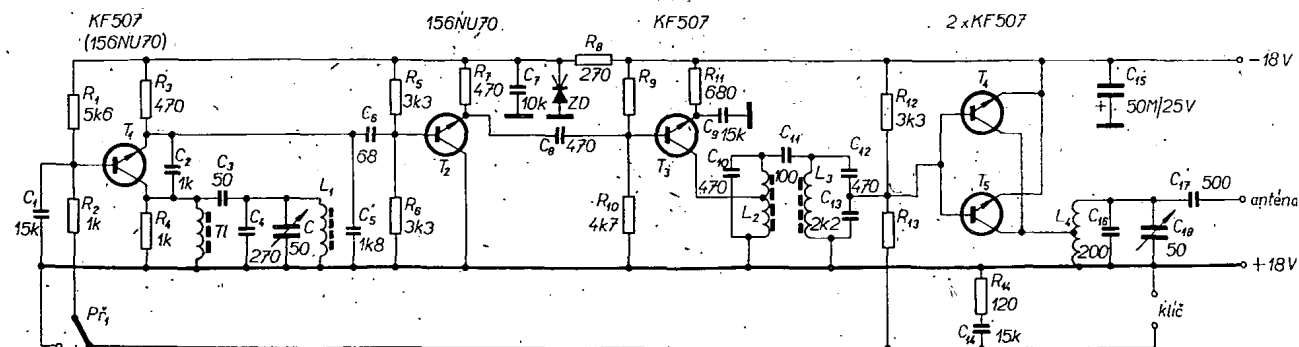 KF507
(156NU70)
156NU70
KF507
2xKF507
R1
5k6
R3
470
T1
C2
1k
C3
50
L1
C1
15k
R2
1k
R4
1k
Tl
C4
270
C
50
C5
1k8
C6
68
R5
3k3
R6
3k3
R7
470
T2
C7
10k
ZD
R8
270
C8
470
R9
R10
4k7
R11
680
C9
15k
T3
C10
470
L2
C11
100
L3
C12
470
C13
2k2
R12
3k3
R13
T4
T5
C15
+
50M/25V
-18V
L4
C16
200
C17
500
anténa
C18
50
+18V
R14
120
C14
15k
klíč
Př1